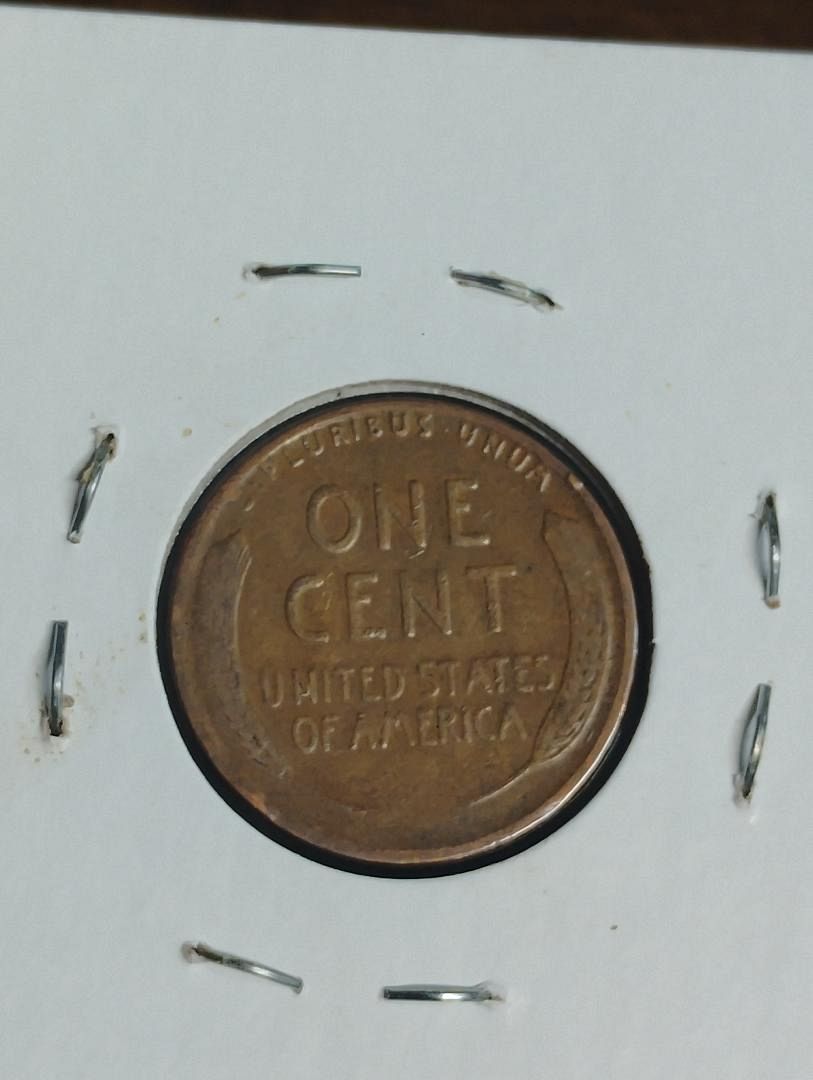 E·PLURIBUS·UNUM
ONE
CENT
UNITED STATES
OF AMERICA